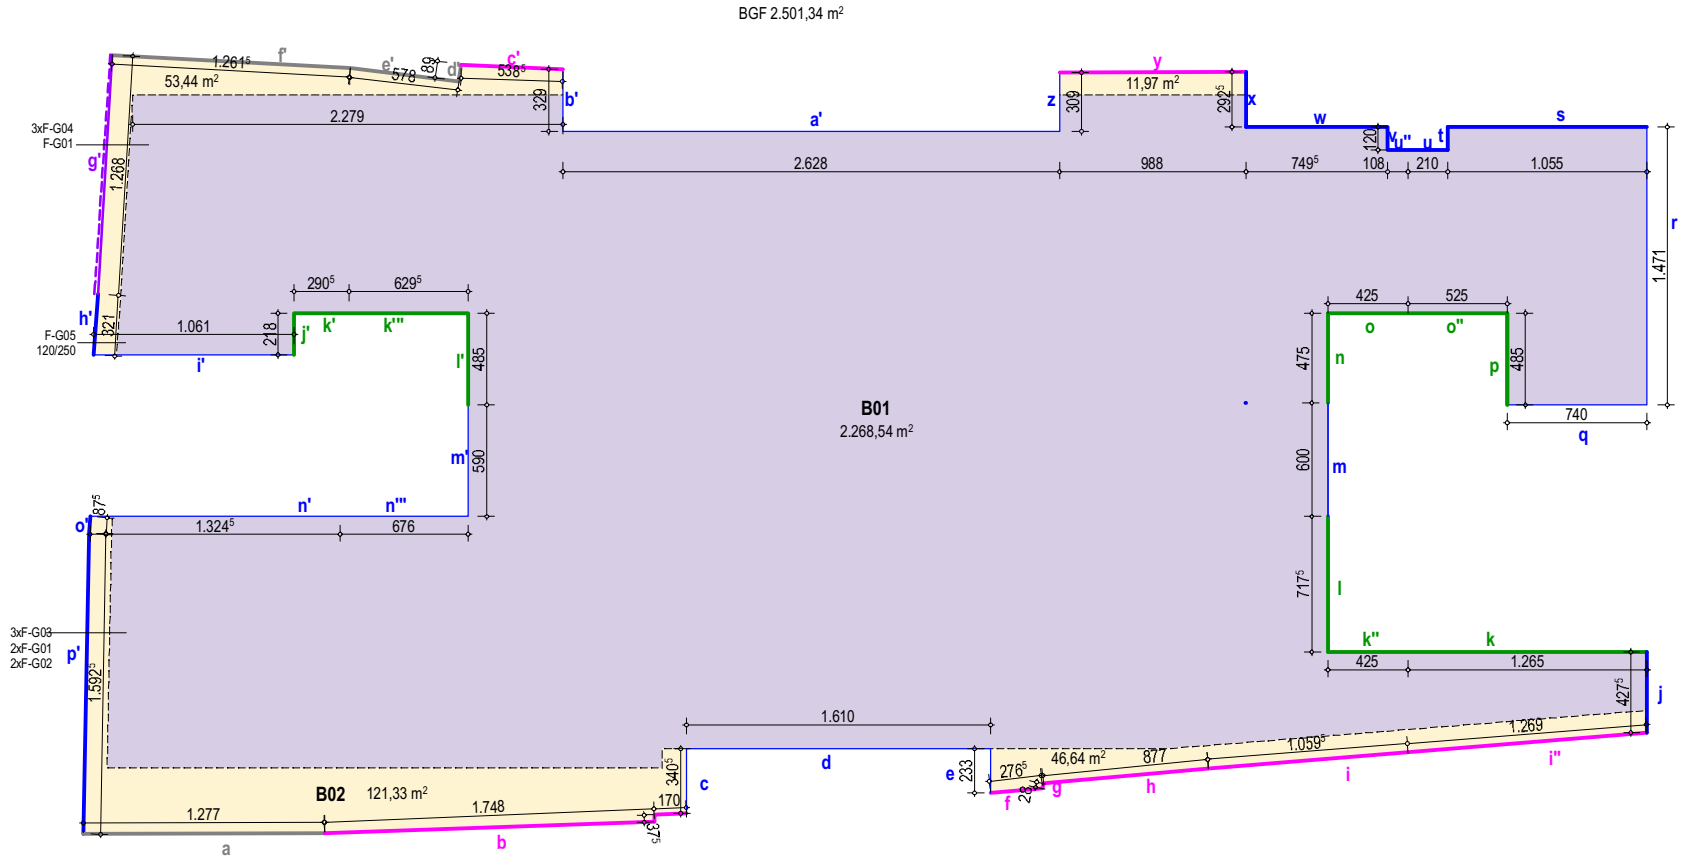 BGF 2.501,34 m²
f'
1.261⁵
e'
578
89
d'
c'
538⁵
53,44 m²
329
b'
2.279
a'
y
z
309
11,97 m²
292⁵
x
w
120
v
u''
u
t
s
3xF-G04
F-G01
g'
1.268
2.628
988
749⁵
108
210
1.055
r
1.471
h'
321
F-G05
120/250
1.061
i'
218
j'
290⁵
629⁵
k'
k'''
l'
485
425
525
o
o''
475
n
p
485
740
q
B01
2.268,54 m²
m'
590
600
m
n'
n'''
87⁵
o'
1.324⁵
676
717⁵
l
k''
k
425
1.265
427⁵
j
3xF-G03
2xF-G01
2xF-G02
p'
1.592⁵
1.610
d
340⁵
c
e
233
276⁵
28
f
g
46,64 m²
877
h
1.059⁵
i
1.269
i''
B02
121,33 m²
1.277
1.748
170
37⁵
a
b